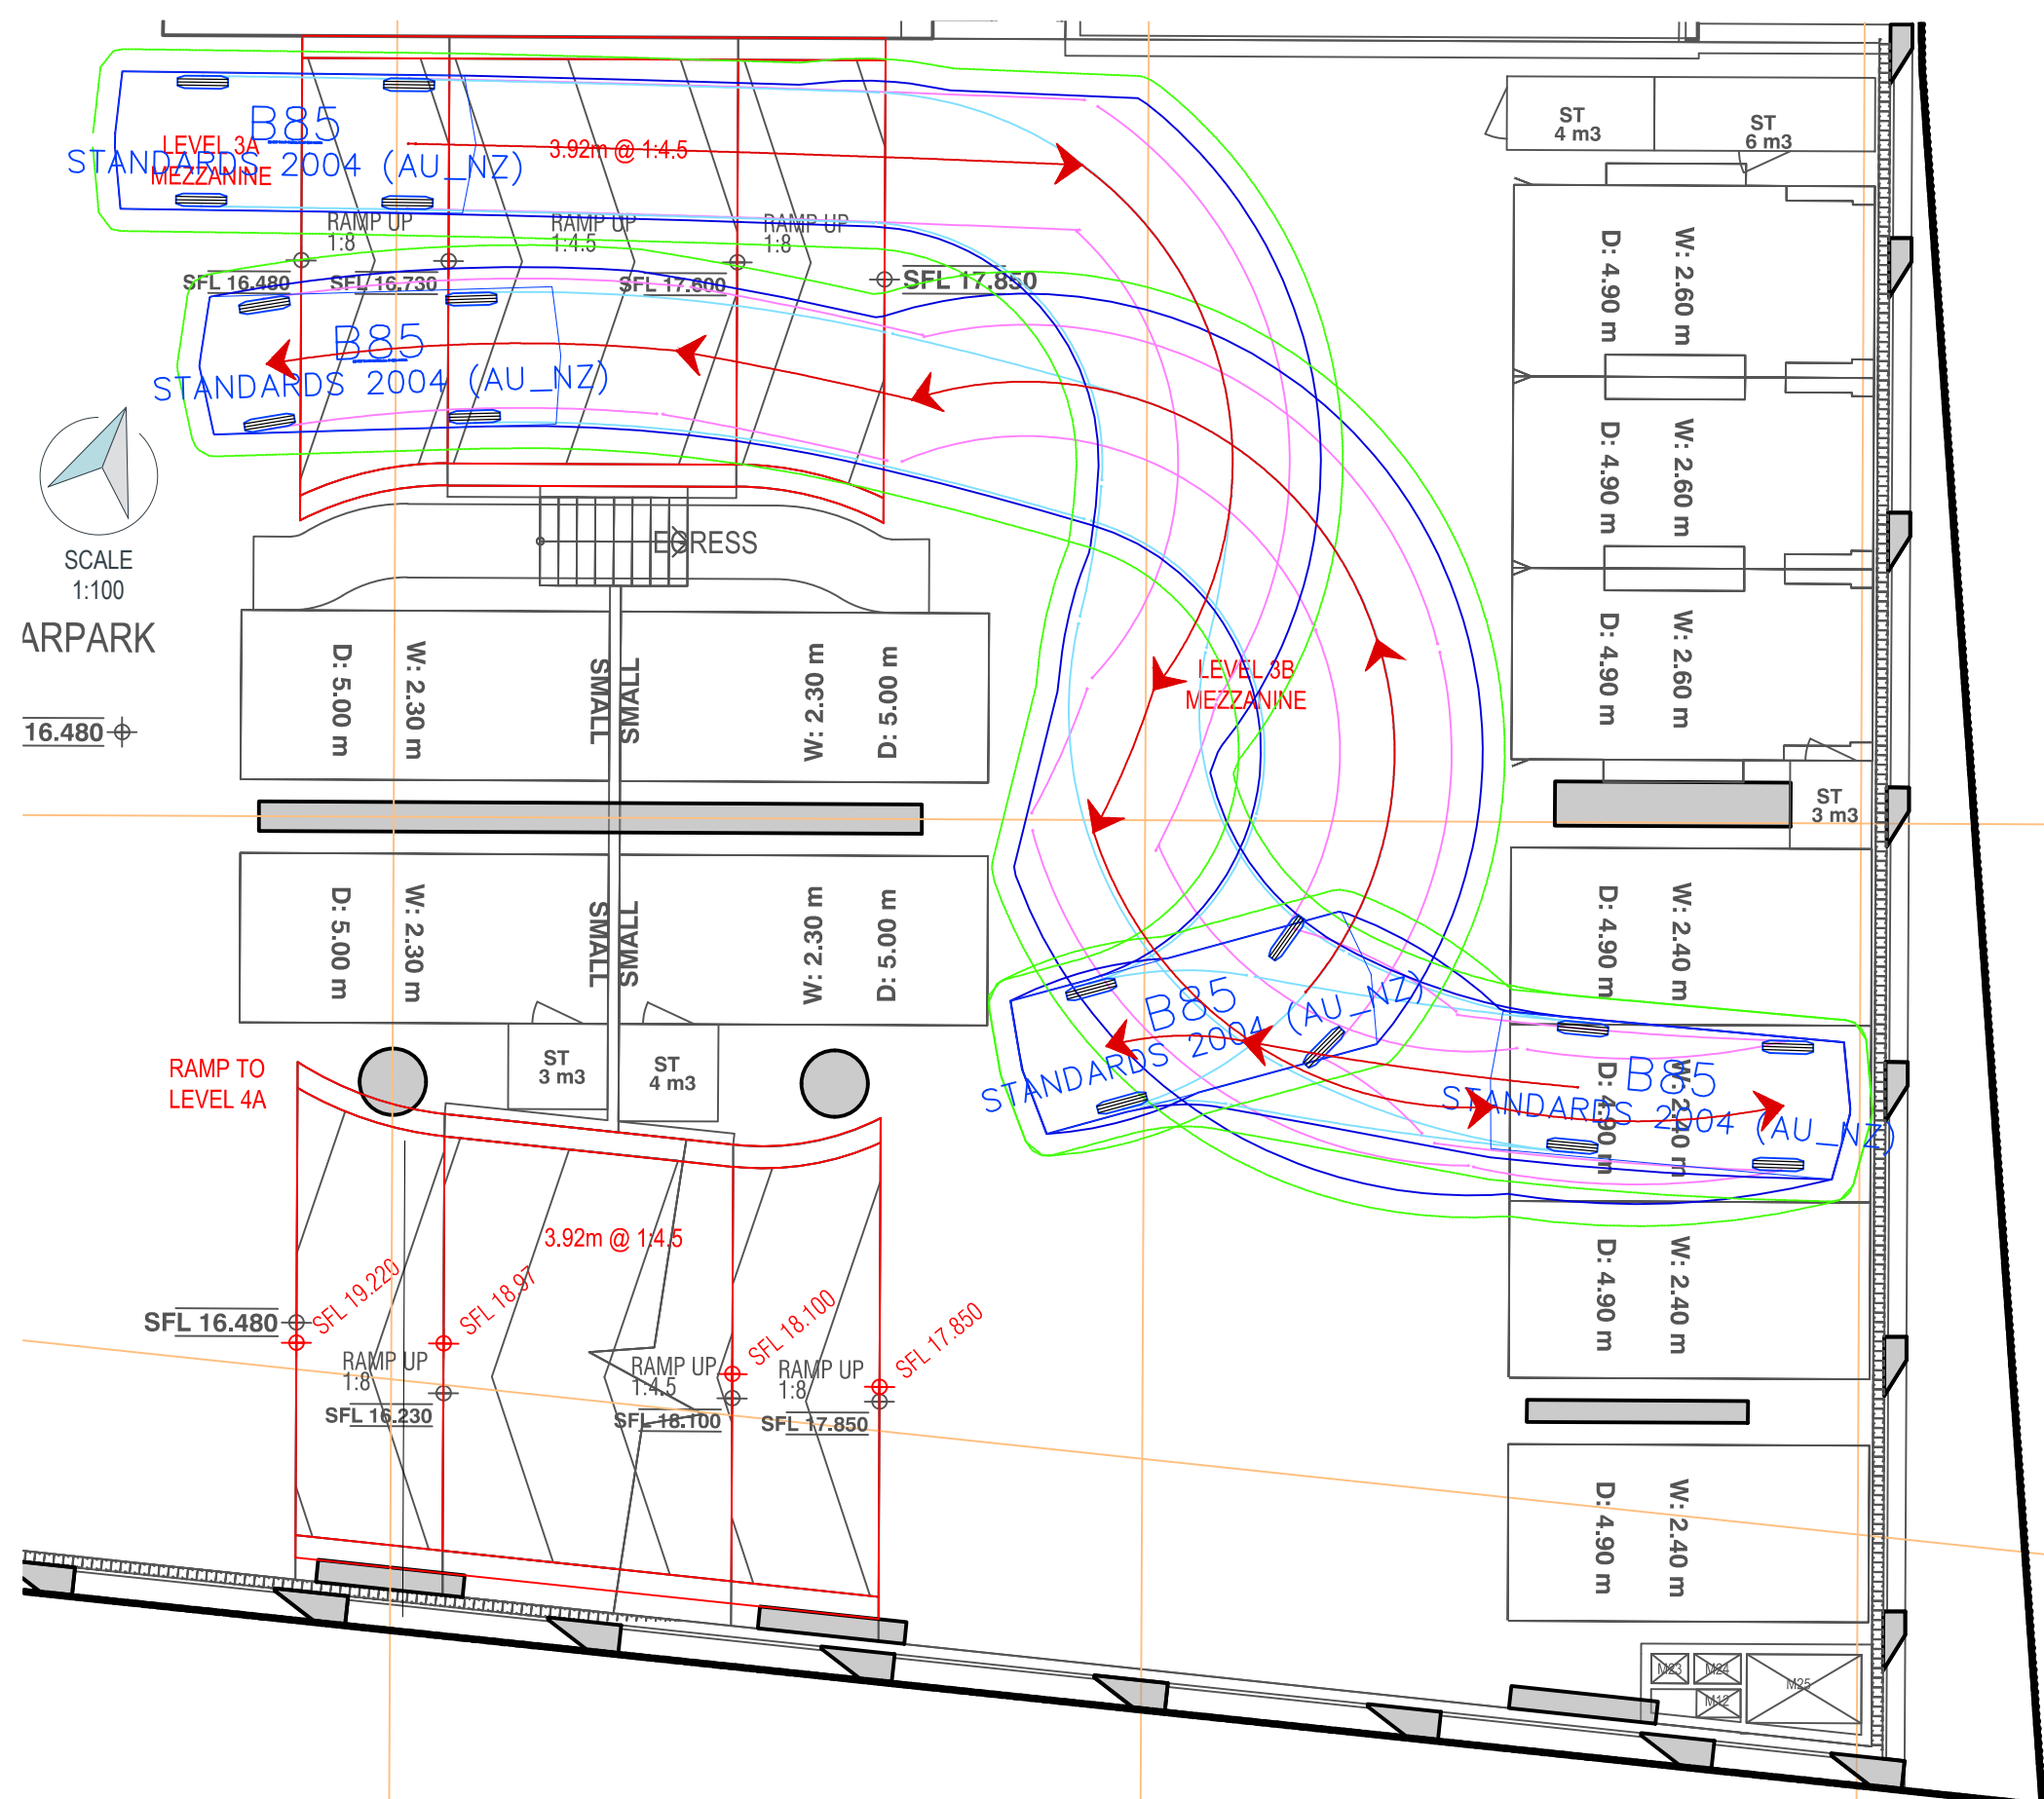 ST
4 m3
ST
6 m3
B85
LEVEL 3A
MEZZANINE
STANDARDS 2004 (AU_NZ)
3.92m @ 1:4.5
RAMP UP
1:8
RAMP UP
1:4.5
RAMP UP
1:8
SFL 16.480
SFL 16.730
SFL 17.600
SFL 17.850
B85
STANDARDS 2004 (AU_NZ)
D: 4.90 m
W: 2.60 m
D: 4.90 m
W: 2.60 m
D: 4.90 m
W: 2.60 m
SCALE
1:100
ARPARK
16.480
EGRESS
D: 5.00 m
W: 2.30 m
SMALL
SMALL
W: 2.30 m
D: 5.00 m
LEVEL 3B
MEZZANINE
ST
3 m3
D: 5.00 m
W: 2.30 m
SMALL
SMALL
W: 2.30 m
D: 5.00 m
D: 4.90 m
W: 2.40 m
B85
STANDARDS 2004 (AU_NZ)
B85
STANDARDS 2004 (AU_NZ)
D: 4.90 m
W: 2.40 m
ST
3 m3
ST
4 m3
RAMP TO
LEVEL 4A
3.92m @ 1:4.5
SFL 19.220
SFL 18.97
SFL 18.100
SFL 17.850
SFL 16.480
RAMP UP
1:8
RAMP UP
1:4.5
RAMP UP
1:8
SFL 16.230
SFL 18.100
SFL 17.850
D: 4.90 m
W: 2.40 m
D: 4.90 m
W: 2.40 m
M23
M24
M25
M12